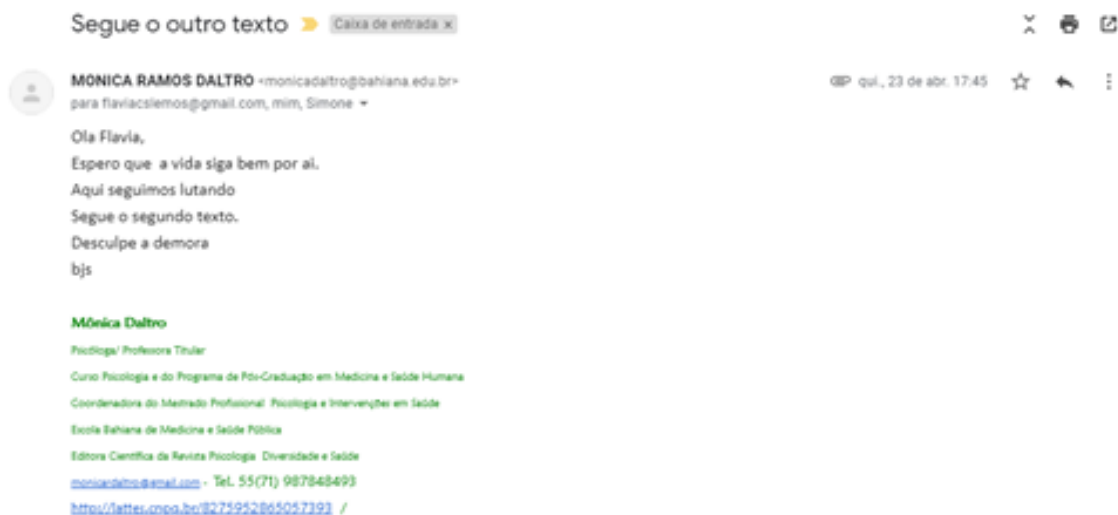 Segue o outro texto Caixa de entrada x
MONICA RAMOS DALTRO <monicadaltro@bahiana.edu.br>
qui., 23 de abr. 17:45
para flaviacslemos@gmail.com, mim, Simone
Ola Flavia,
Espero que a vida siga bem por ai.
Aqui seguimos lutando
Segue o segundo texto.
Desculpe a demora
bjs
Mônica Daltro
Psicóloga/ Professora Titular
Curso Psicologia e do Programa de Pós-Graduação em Medicina e Saúde Humana
Coordenadora do Mestrado Profissional Psicologia e Intervenções em Saúde
Escola Bahiana de Medicina e Saúde Pública
Editora Científica da Revista Psicologia Diversidade e Saúde
monicardaltro@gmail.com - Tel. 55(71) 987848493
http://lattes.cnpq.br/8275952865057393 /